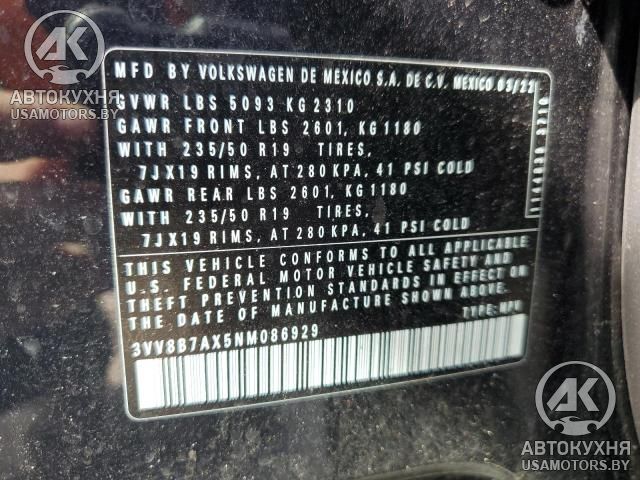 AK
АВТОКУХНЯ
USAMOTORS.BY
MFD BY VOLKSWAGEN DE MEXICO S.A. DE C.V. MEXICO 03/22
GVWR LBS 5093 KG 2310
GAWR FRONT LBS 2601, KG 1180
WITH 235/50 R19 TIRES,
7JX19 RIMS, AT 280 KPA, 41 PSI COLD
GAWR REAR LBS 2601, KG 1180
WITH 235/50 R19 TIRES,
7JX19 RIMS, AT 280 KPA, 41 PSI COLD
THIS VEHICLE CONFORMS TO ALL APPLICABLE
U.S. FEDERAL MOTOR VEHICLE SAFETY AND
THEFT PREVENTION STANDARDS IN EFFECT ON
THE DATE OF MANUFACTURE SHOWN ABOVE.
TYPE: MPV
3VV8B7AX5NM086929
AK
АВТОКУХНЯ
USAMOTORS.BY